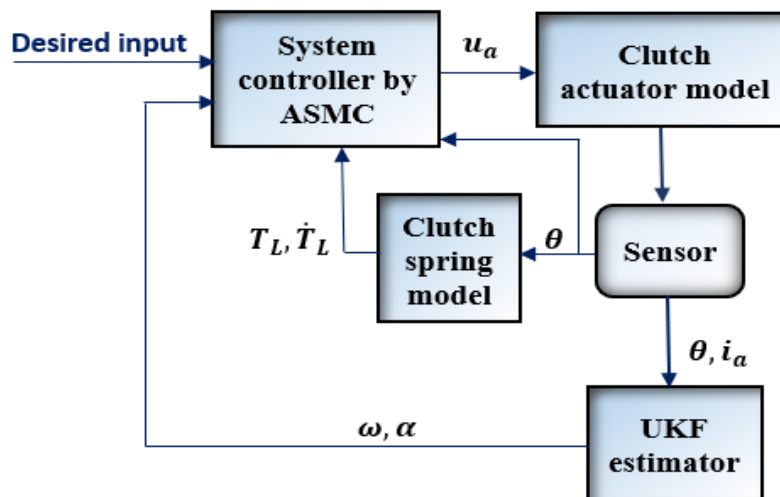 Desired input
System
controller by
ASMC
u_a
Clutch
actuator model
T_L, Ṫ_L
Clutch
spring
model
θ
Sensor
θ, i_a
ω, α
UKF
estimator